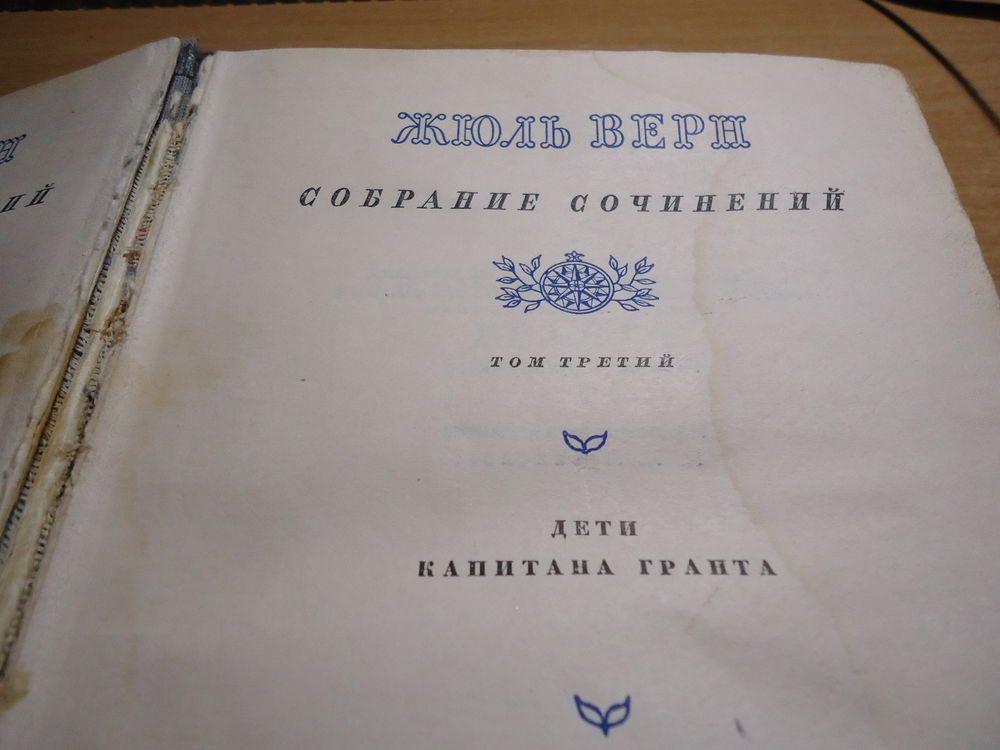 ЖЮЛЬ ВЕРН
СОБРАНИЕ СОЧИНЕНИЙ
ТОМ ТРЕТИЙ
ДЕТИ
КАПИТАНА ГРАНТА